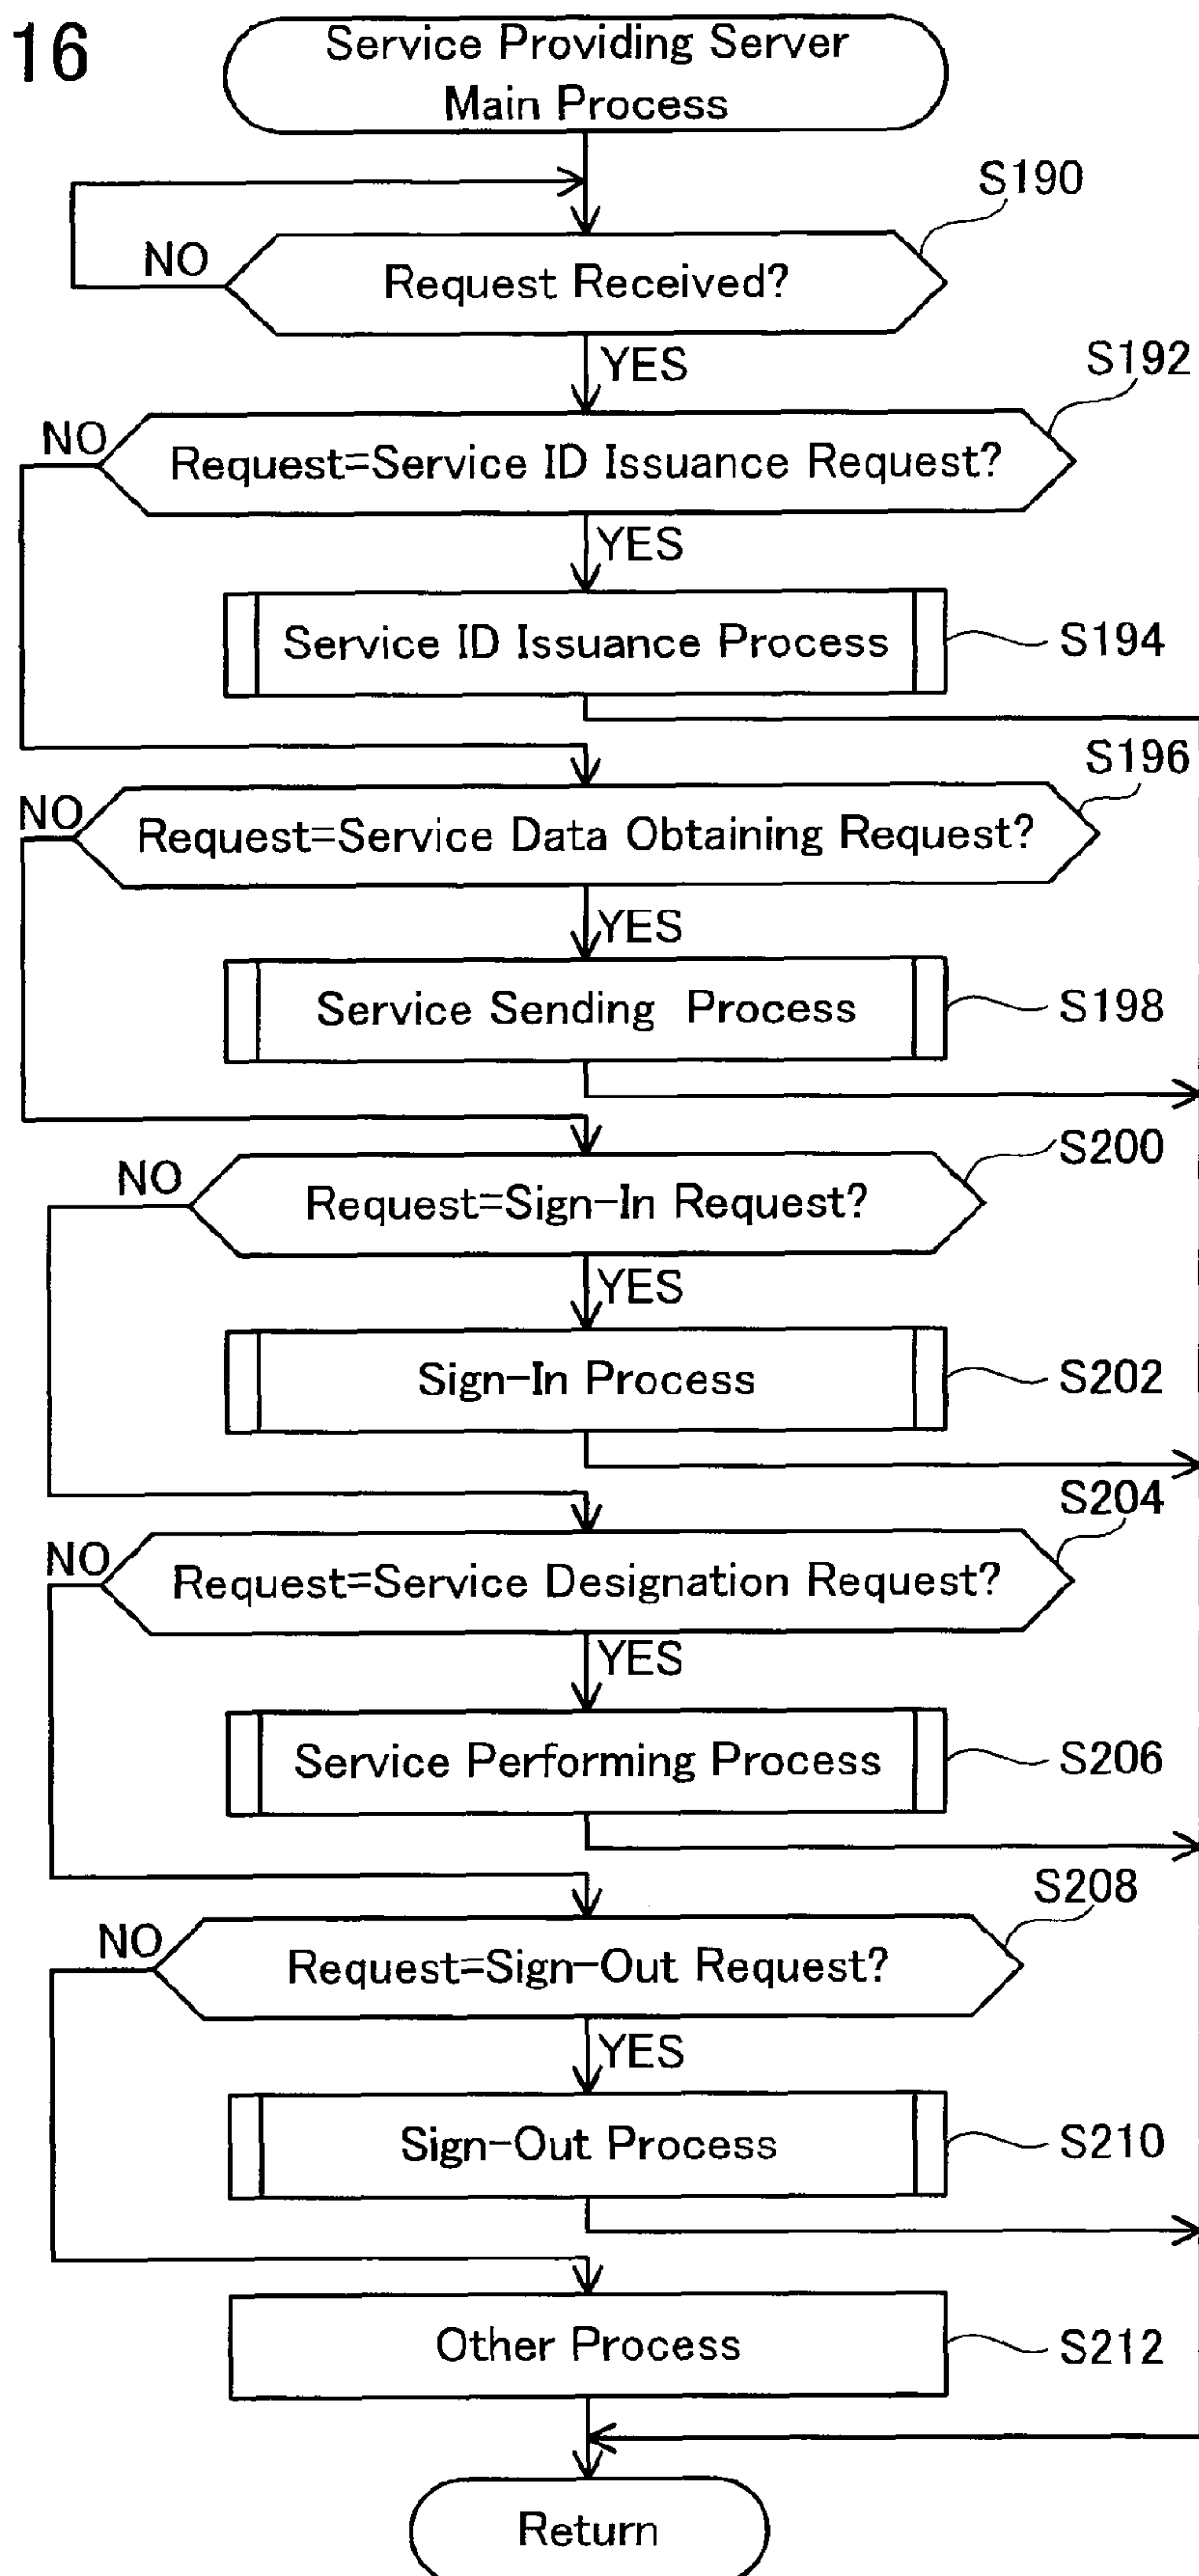 16
Service Providing Server
Main Process
S190
NO
Request Received?
YES
S192
NO
Request=Service ID Issuance Request?
YES
Service ID Issuance Process
S194
S196
NO
Request=Service Data Obtaining Request?
YES
Service Sending Process
S198
S200
NO
Request=Sign-In Request?
YES
Sign-In Process
S202
S204
NO
Request=Service Designation Request?
YES
Service Performing Process
S206
S208
NO
Request=Sign-Out Request?
YES
Sign-Out Process
S210
Other Process
S212
Return